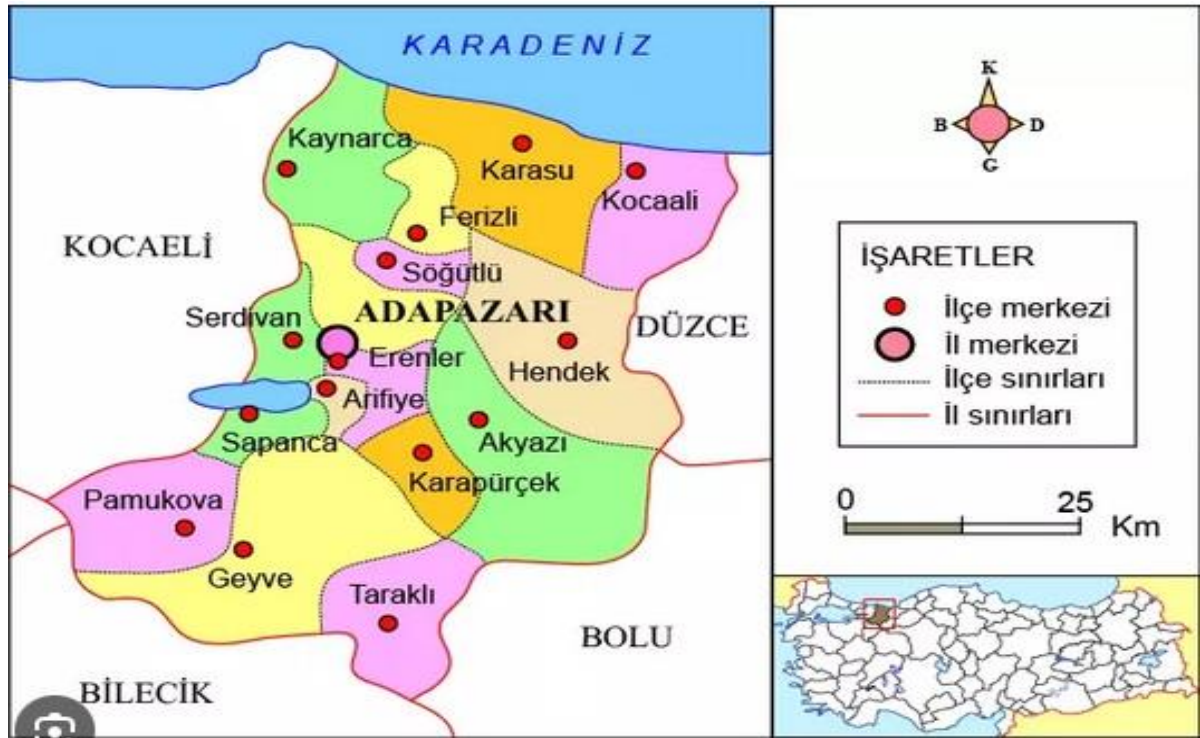 KARADENİZ
Kaynarca
Karasu
Kocaali
Ferizli
KOCAELİ
Söğütlü
Serdivan
ADAPAZARI
DÜZCE
Erenler
Hendek
Arifiye
Sapanca
Akyazı
Karapürçek
Pamukova
Geyve
Taraklı
BOLU
BİLECİK
K
B D
G
İŞARETLER
İlçe merkezi
İl merkezi
İlçe sınırları
İl sınırları
0 25
Km